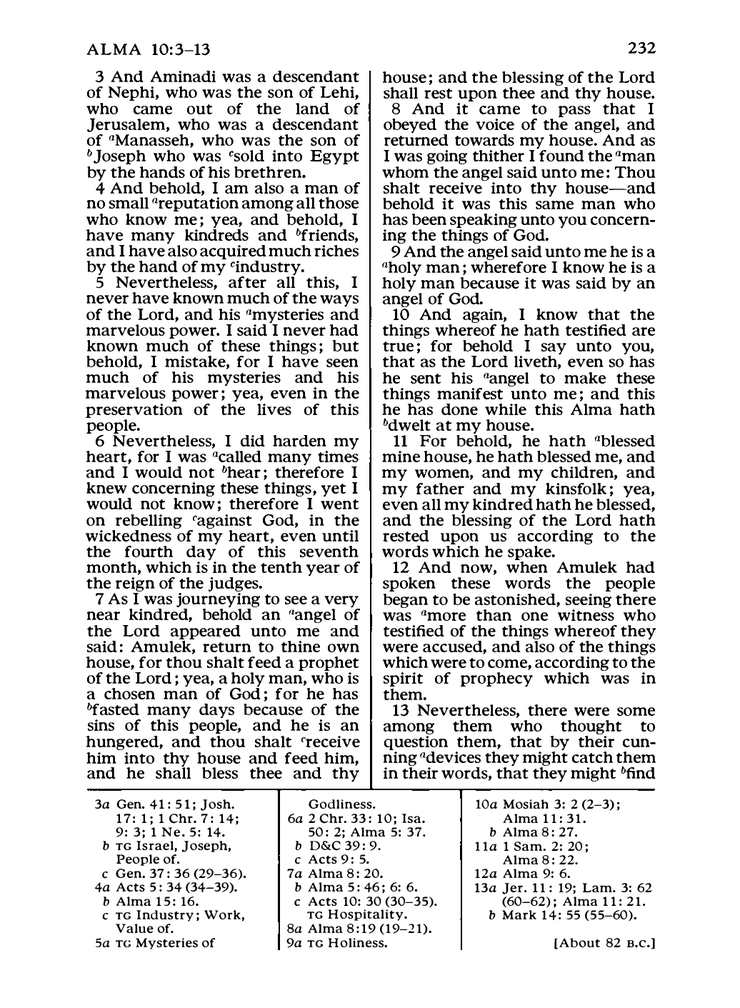 ALMA 10:3–13
232
3 And Aminadi was a descendant
of Nephi, who was the son of Lehi,
who came out of the land of
Jerusalem, who was a descendant
of aManasseh, who was the son of
bJoseph who was csold into Egypt
by the hands of his brethren.
4 And behold, I am also a man of
no small areputation among all those
who know me; yea, and behold, I
have many kindreds and bfriends,
and I have also acquired much riches
by the hand of my cindustry.
5 Nevertheless, after all this, I
never have known much of the ways
of the Lord, and his amysteries and
marvelous power. I said I never had
known much of these things; but
behold, I mistake, for I have seen
much of his mysteries and his
marvelous power; yea, even in the
preservation of the lives of this
people.
6 Nevertheless, I did harden my
heart, for I was acalled many times
and I would not bhear; therefore I
knew concerning these things, yet I
would not know; therefore I went
on rebelling cagainst God, in the
wickedness of my heart, even until
the fourth day of this seventh
month, which is in the tenth year of
the reign of the judges.
7 As I was journeying to see a very
near kindred, behold an aangel of
the Lord appeared unto me and
said: Amulek, return to thine own
house, for thou shalt feed a prophet
of the Lord; yea, a holy man, who is
a chosen man of God; for he has
bfasted many days because of the
sins of this people, and he is an
hungered, and thou shalt creceive
him into thy house and feed him,
and he shall bless thee and thy
house; and the blessing of the Lord
shall rest upon thee and thy house.
8 And it came to pass that I
obeyed the voice of the angel, and
returned towards my house. And as
I was going thither I found the aman
whom the angel said unto me: Thou
shalt receive into thy house—and
behold it was this same man who
has been speaking unto you concern-
ing the things of God.
9 And the angel said unto me he is a
aholy man; wherefore I know he is a
holy man because it was said by an
angel of God.
10 And again, I know that the
things whereof he hath testified are
true; for behold I say unto you,
that as the Lord liveth, even so has
he sent his aangel to make these
things manifest unto me; and this
he has done while this Alma hath
bdwelt at my house.
11 For behold, he hath ablessed
mine house, he hath blessed me, and
my women, and my children, and
my father and my kinsfolk; yea,
even all my kindred hath he blessed,
and the blessing of the Lord hath
rested upon us according to the
words which he spake.
12 And now, when Amulek had
spoken these words the people
began to be astonished, seeing there
was amore than one witness who
testified of the things whereof they
were accused, and also of the things
which were to come, according to the
spirit of prophecy which was in
them.
13 Nevertheless, there were some
among them who thought to
question them, that by their cun-
ning adevices they might catch them
in their words, that they might bfind
3a Gen. 41: 51; Josh.
17: 1; 1 Chr. 7: 14;
9: 3; 1 Ne. 5: 14.
b TG Israel, Joseph,
People of.
c Gen. 37: 36 (29–36).
4a Acts 5: 34 (34–39).
b Alma 15: 16.
c TG Industry; Work,
Value of.
5a TG Mysteries of
Godliness.
6a 2 Chr. 33: 10; Isa.
50: 2; Alma 5: 37.
b D&C 39: 9.
c Acts 9: 5.
7a Alma 8: 20.
b Alma 5: 46; 6: 6.
c Acts 10: 30 (30–35).
TG Hospitality.
8a Alma 8:19 (19–21).
9a TG Holiness.
10a Mosiah 3: 2 (2–3);
Alma 11: 31.
b Alma 8: 27.
11a 1 Sam. 2: 20;
Alma 8: 22.
12a Alma 9: 6.
13a Jer. 11: 19; Lam. 3: 62
(60–62); Alma 11: 21.
b Mark 14: 55 (55–60).
[About 82 B.C.]